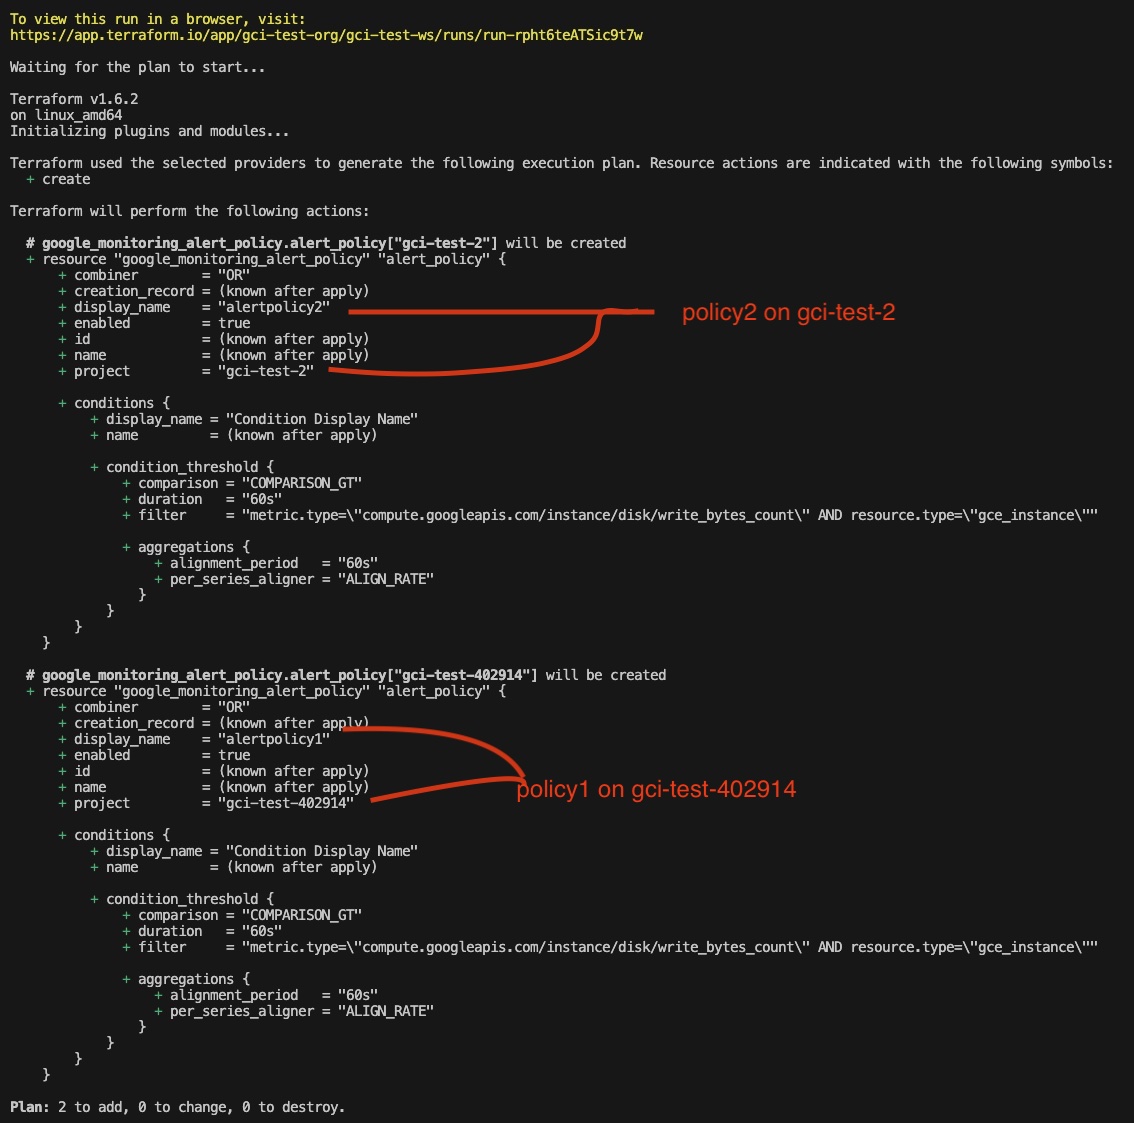 To view this run in a browser, visit:
https://app.terraform.io/app/gci-test-org/gci-test-ws/runs/run-rpht6teATSic9t7w
Waiting for the plan to start...
Terraform v1.6.2
on linux_amd64
Initializing plugins and modules...
Terraform used the selected providers to generate the following execution plan. Resource actions are indicated with the following symbols:
+ create
Terraform will perform the following actions:
# google_monitoring_alert_policy.alert_policy["gci-test-2"] will be created
+ resource "google_monitoring_alert_policy" "alert_policy" {
+ combiner = "OR"
+ creation_record = (known after apply)
+ display_name = "alertpolicy2"
policy2 on gci-test-2
+ enabled = true
+ id = (known after apply)
+ name = (known after apply)
+ project = "gci-test-2"
+ conditions {
+ display_name = "Condition Display Name"
+ name = (known after apply)
+ condition_threshold {
+ comparison = "COMPARISON_GT"
+ duration = "60s"
+ filter = "metric.type=\"compute.googleapis.com/instance/disk/write_bytes_count\" AND resource.type=\"gce_instance\""
+ aggregations {
+ alignment_period = "60s"
+ per_series_aligner = "ALIGN_RATE"
}
}
}
}
# google_monitoring_alert_policy.alert_policy["gci-test-402914"] will be created
+ resource "google_monitoring_alert_policy" "alert_policy" {
+ combiner = "OR"
+ creation_record = (known after apply)
+ display_name = "alertpolicy1"
+ enabled = true
+ id = (known after apply)
+ name = (known after apply)
policy1 on gci-test-402914
+ project = "gci-test-402914"
+ conditions {
+ display_name = "Condition Display Name"
+ name = (known after apply)
+ condition_threshold {
+ comparison = "COMPARISON_GT"
+ duration = "60s"
+ filter = "metric.type=\"compute.googleapis.com/instance/disk/write_bytes_count\" AND resource.type=\"gce_instance\""
+ aggregations {
+ alignment_period = "60s"
+ per_series_aligner = "ALIGN_RATE"
}
}
}
}
Plan: 2 to add, 0 to change, 0 to destroy.